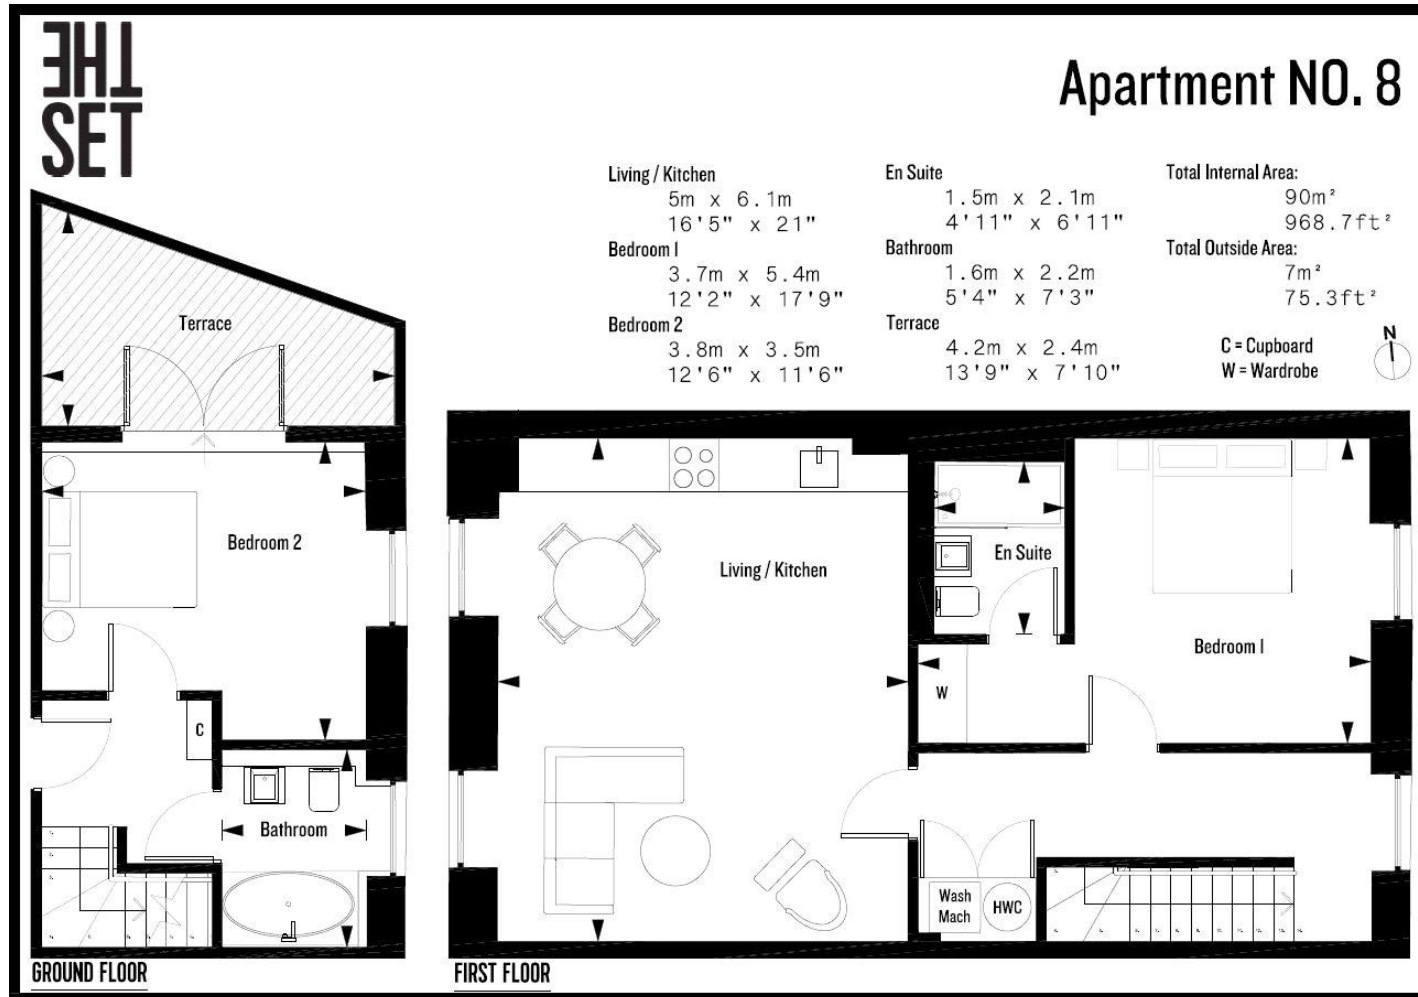 THE
SET
Apartment NO. 8
Living / Kitchen
5m x 6.1m
16'5" x 21"
Bedroom 1
3.7m x 5.4m
12'2" x 17'9"
Bedroom 2
3.8m x 3.5m
12'6" x 11'6"
En Suite
1.5m x 2.1m
4'11" x 6'11"
Bathroom
1.6m x 2.2m
5'4" x 7'3"
Terrace
4.2m x 2.4m
13'9" x 7'10"
Total Internal Area:
90m²
968.7ft²
Total Outside Area:
7m²
75.3ft²
C = Cupboard
W = Wardrobe
N
Terrace
Bedroom 2
C
Bathroom
GROUND FLOOR
Living / Kitchen
En Suite
Bedroom 1
W
Wash
Mach
HWC
FIRST FLOOR